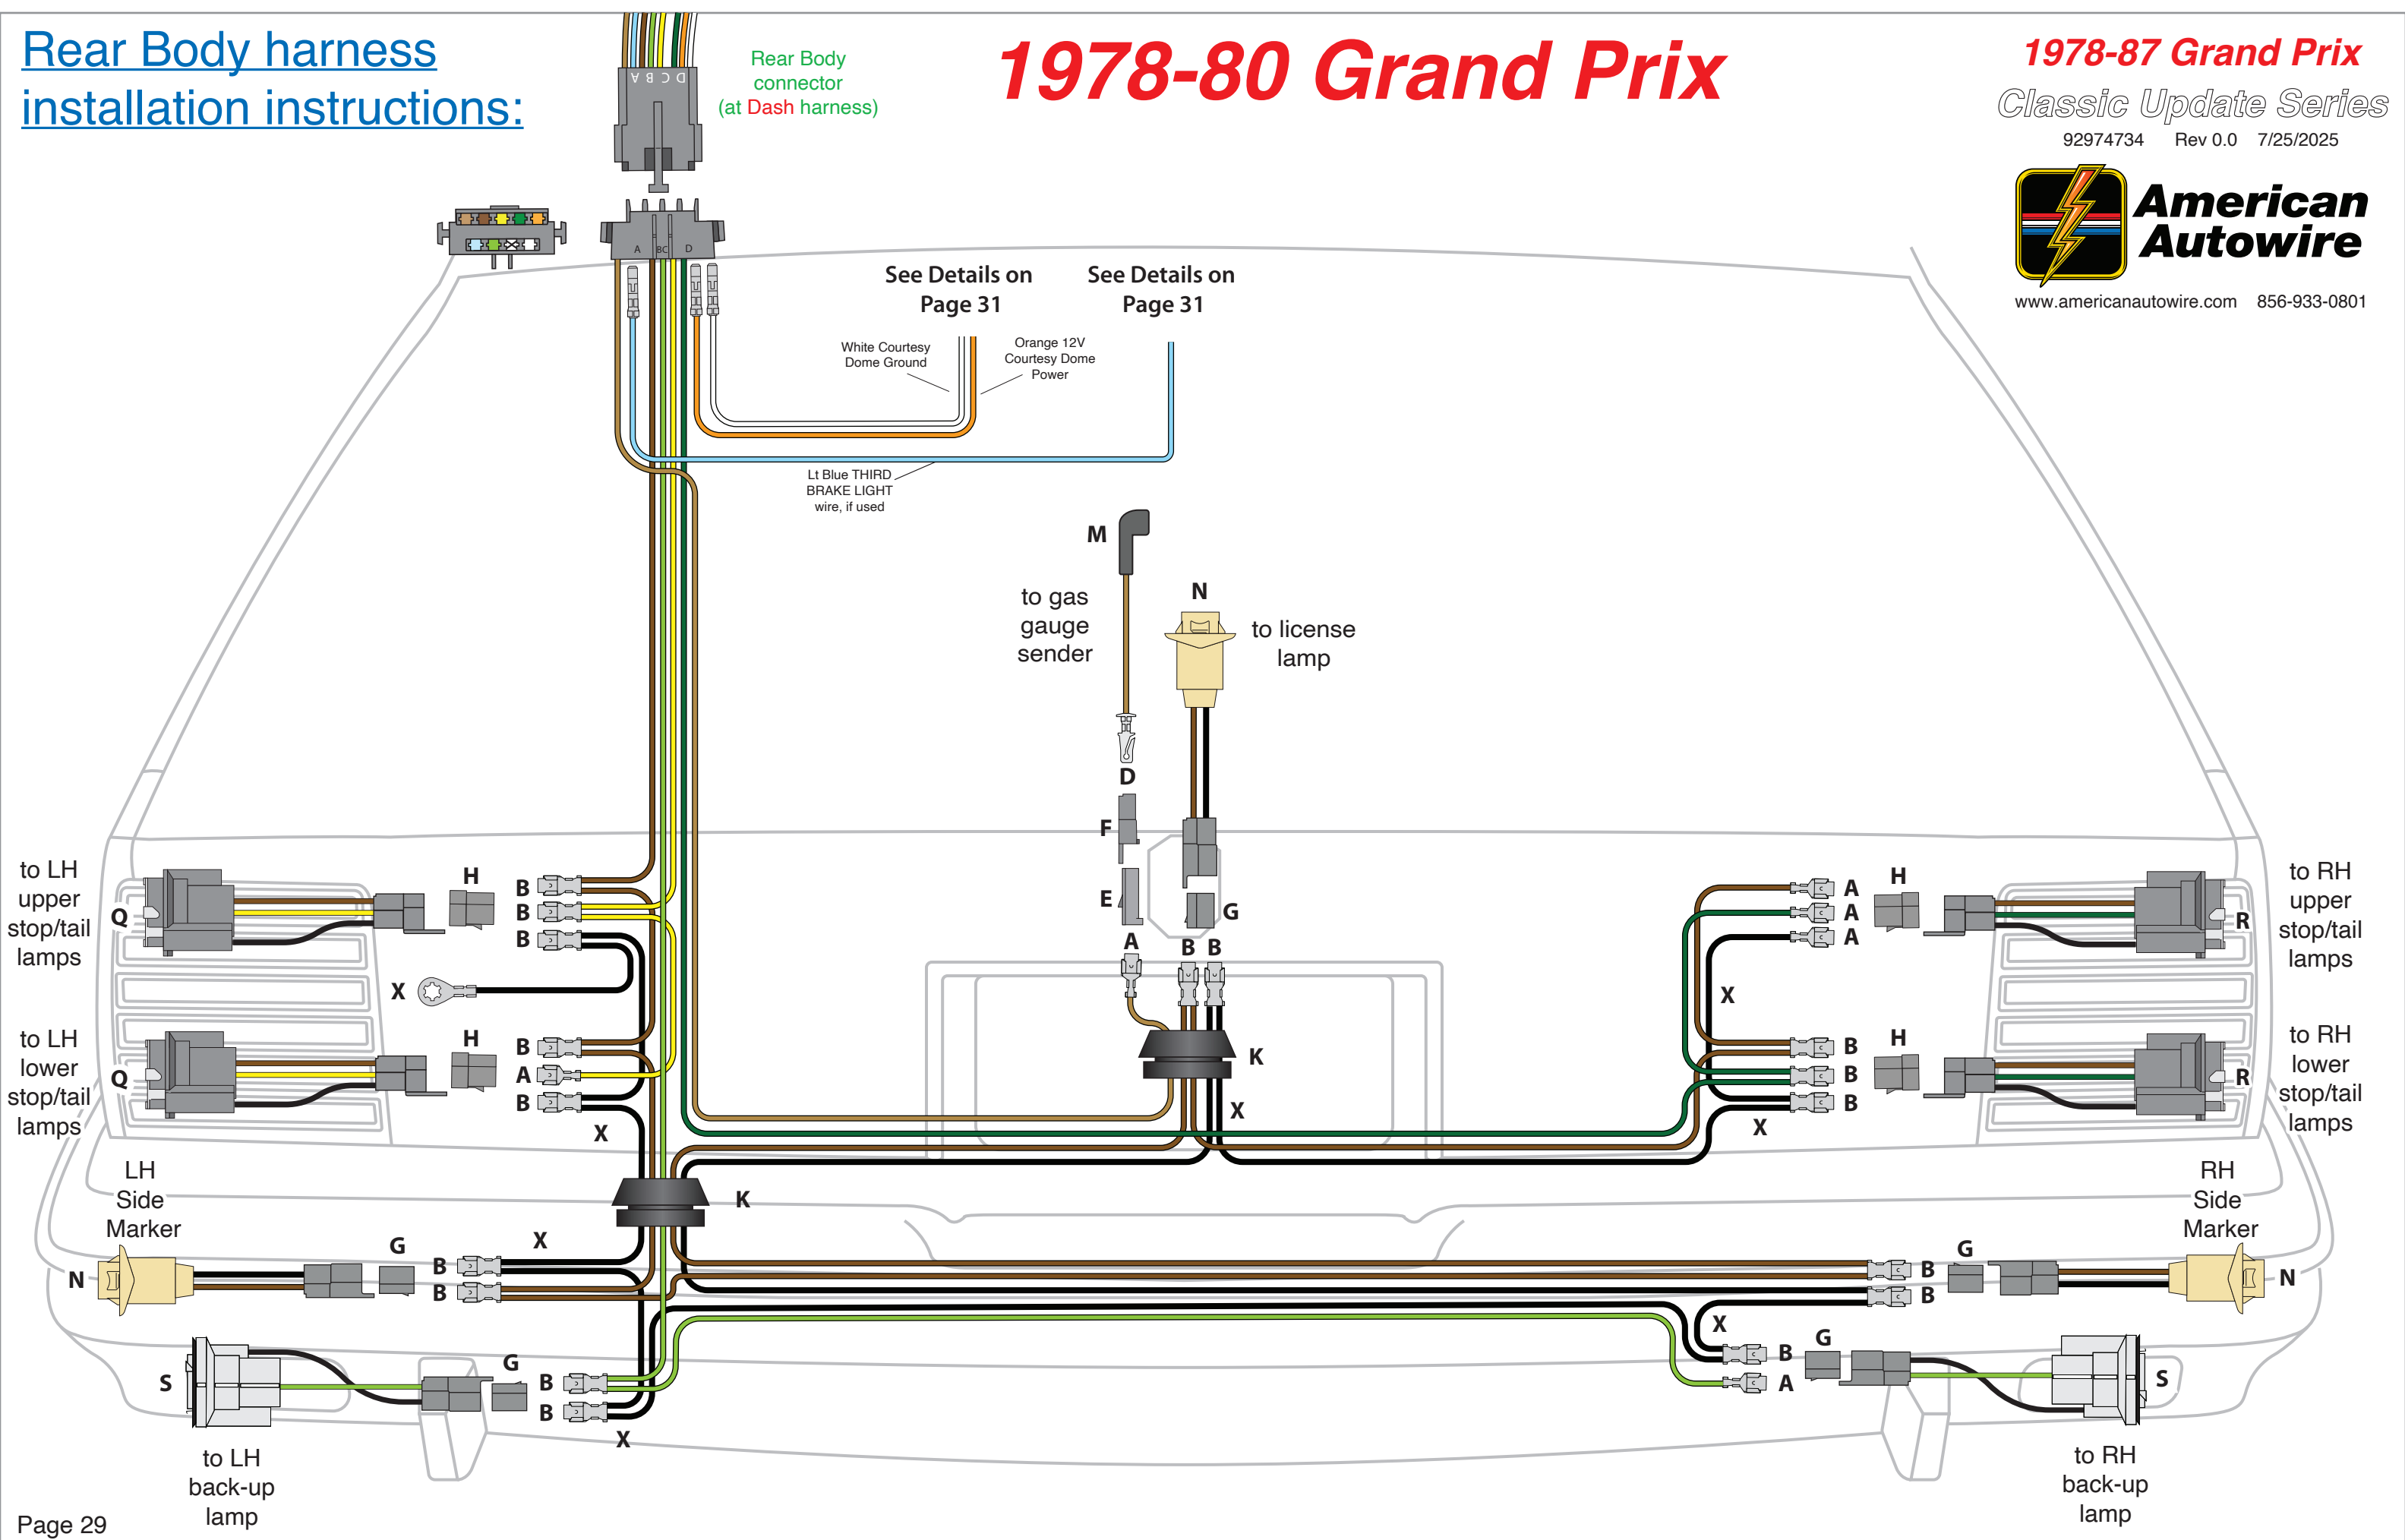 Rear Body harness
installation instructions:
A B C D
Rear Body
connector
(at Dash harness)
1978-80 Grand Prix
1978-87 Grand Prix
Classic Update Series
92974734 Rev 0.0 7/25/2025
American
Autowire
www.americanautowire.com 856-933-0801
A BC D
See Details on
Page 31
See Details on
Page 31
White Courtesy
Dome Ground
Orange 12V
Courtesy Dome
Power
Lt Blue THIRD
BRAKE LIGHT
wire, if used
M
to gas
gauge
sender
N
to license
lamp
D
F
E
G
A
B B
K
X
to LH
upper
stop/tail
lamps
Q
H
B
B
B
X
to LH
lower
stop/tail
lamps
Q
H
B
A
B
X
A
A
A
H
R
to RH
upper
stop/tail
lamps
X
B
B
B
H
R
to RH
lower
stop/tail
lamps
X
LH
Side
Marker
K
RH
Side
Marker
N
G
X
B
B
B
B
G
N
S
G
B
B
X
X
B
A
G
S
to LH
back-up
lamp
to RH
back-up
lamp
Page 29